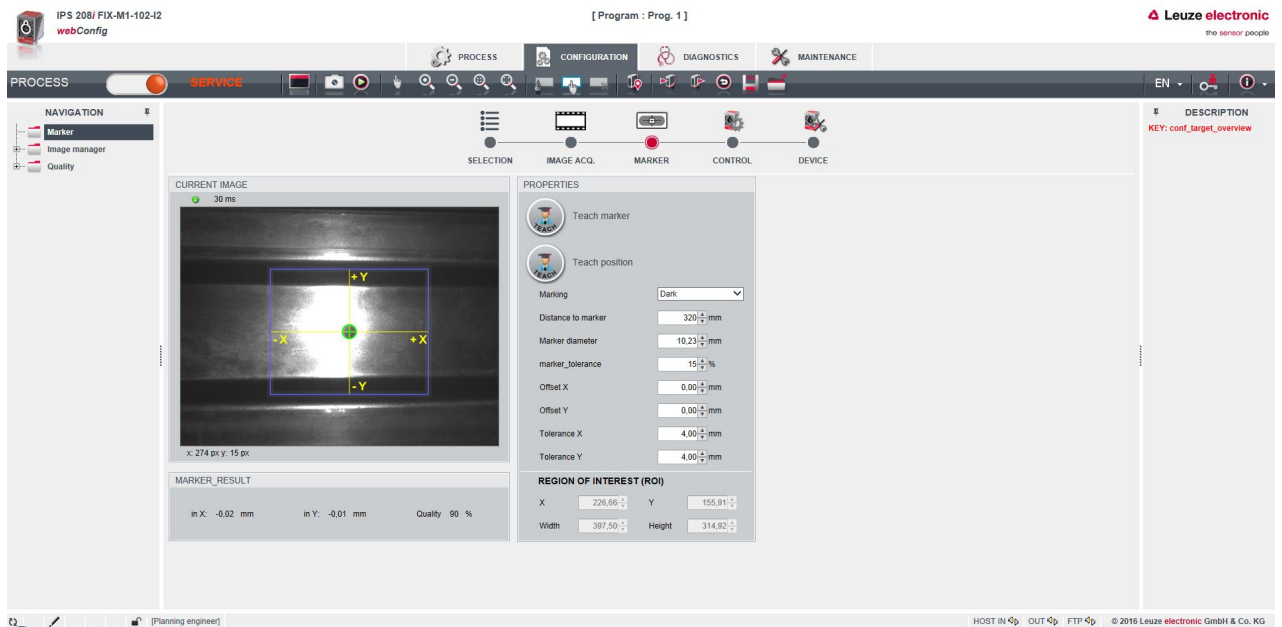 IPS 208i FIX-M1-102-I2
webConfig
[ Program : Prog. 1 ]
Leuze electronic
the sensor people
PROCESS
CONFIGURATION
DIAGNOSTICS
MAINTENANCE
PROCESS
SERVICE
EN
NAVIGATION
Marker
Image manager
Quality
SELECTION
IMAGE ACQ.
MARKER
CONTROL
DEVICE
DESCRIPTION
KEY: conf_target_overview
CURRENT IMAGE
30 ms
+Y
-X
+X
-Y
x: 274 px y: 15 px
MARKER_RESULT
in X: -0,02 mm in Y: -0,01 mm Quality 90 %
PROPERTIES
TEACH
Teach marker
TEACH
Teach position
Marking Dark
Distance to marker 320 mm
Marker diameter 10,23 mm
marker_tolerance 15 %
Offset X 0,00 mm
Offset Y 0,00 mm
Tolerance X 4,00 mm
Tolerance Y 4,00 mm
REGION OF INTEREST (ROI)
X 226,66 Y 155,91
Width 397,50 Height 314,92
[Planning engineer]
HOST IN OUT FTP © 2016 Leuze electronic GmbH & Co. KG